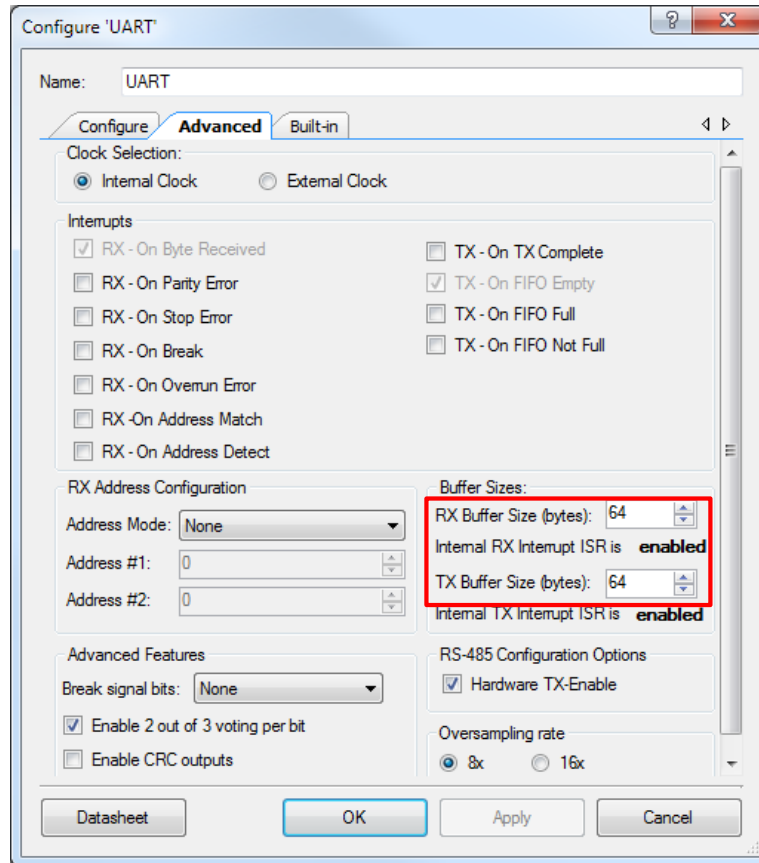 Configure 'UART'
Name: UART
Configure Advanced Built-in
Clock Selection:
Internal Clock External Clock
Interrupts
RX - On Byte Received
RX - On Parity Error
RX - On Stop Error
RX - On Break
RX - On Overrun Error
RX -On Address Match
RX - On Address Detect
TX - On TX Complete
TX - On FIFO Empty
TX - On FIFO Full
TX - On FIFO Not Full
RX Address Configuration
Address Mode: None
Address #1: 0
Address #2: 0
Buffer Sizes:
RX Buffer Size (bytes): 64
Internal RX Interrupt ISR is enabled
TX Buffer Size (bytes): 64
Internal TX Interrupt ISR is enabled
Advanced Features
Break signal bits: None
Enable 2 out of 3 voting per bit
Enable CRC outputs
RS-485 Configuration Options
Hardware TX-Enable
Oversampling rate
8x 16x
Datasheet OK Apply Cancel